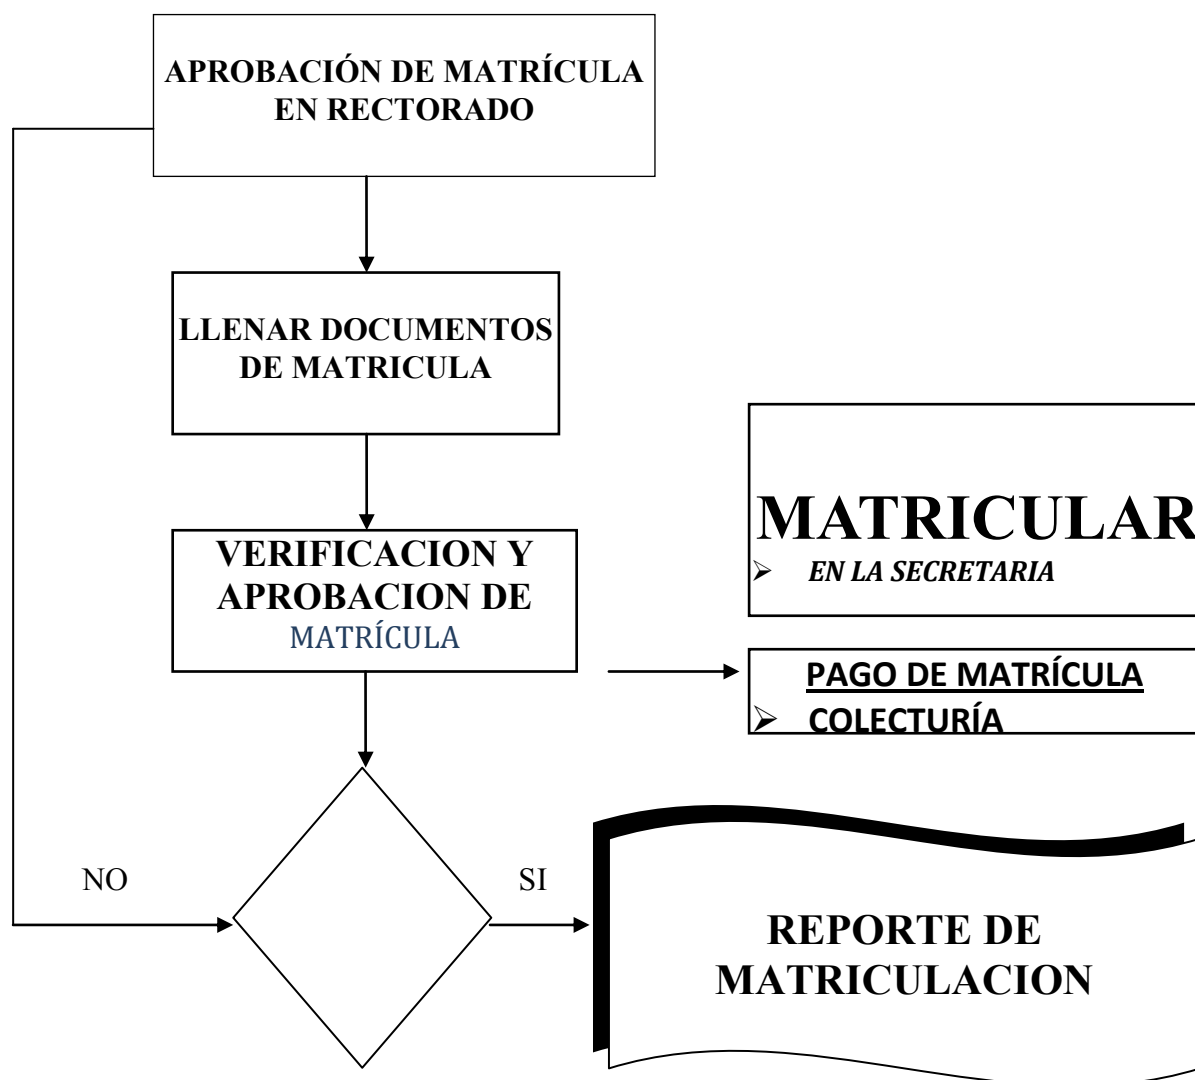 APROBACIÓN DE MATRÍCULA
EN RECTORADO
LLENAR DOCUMENTOS
DE MATRICULA
VERIFICACION Y
APROBACION DE
MATRÍCULA
MATRICULAR
➢ EN LA SECRETARIA
PAGO DE MATRÍCULA
➢ COLECTURÍA
NO
SI
REPORTE DE
MATRICULACION